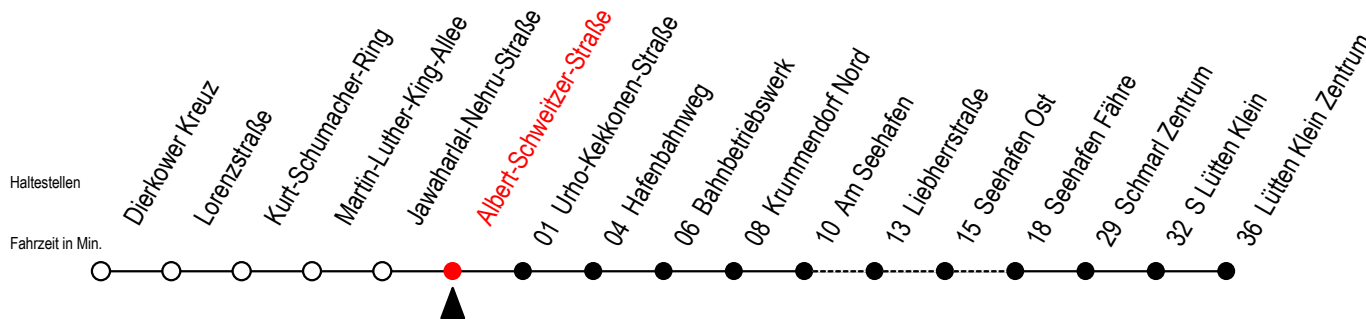 Haltestellen
Fahrzeit in Min.
Dierkower Kreuz
Lorenzstraße
Kurt-Schumacher-Ring
Martin-Luther-King-Allee
Jawaharlal-Nehru-Straße
Albert-Schweitzer-Straße
01 Urho-Kekkonen-Straße
04 Hafenbahnweg
06 Bahnbetriebswerk
08 Krummendorf Nord
10 Am Seehafen
13 Liebherrstraße
15 Seehafen Ost
18 Seehafen Fähre
29 Schmarl Zentrum
32 S Lütten Klein
36 Lütten Klein Zentrum